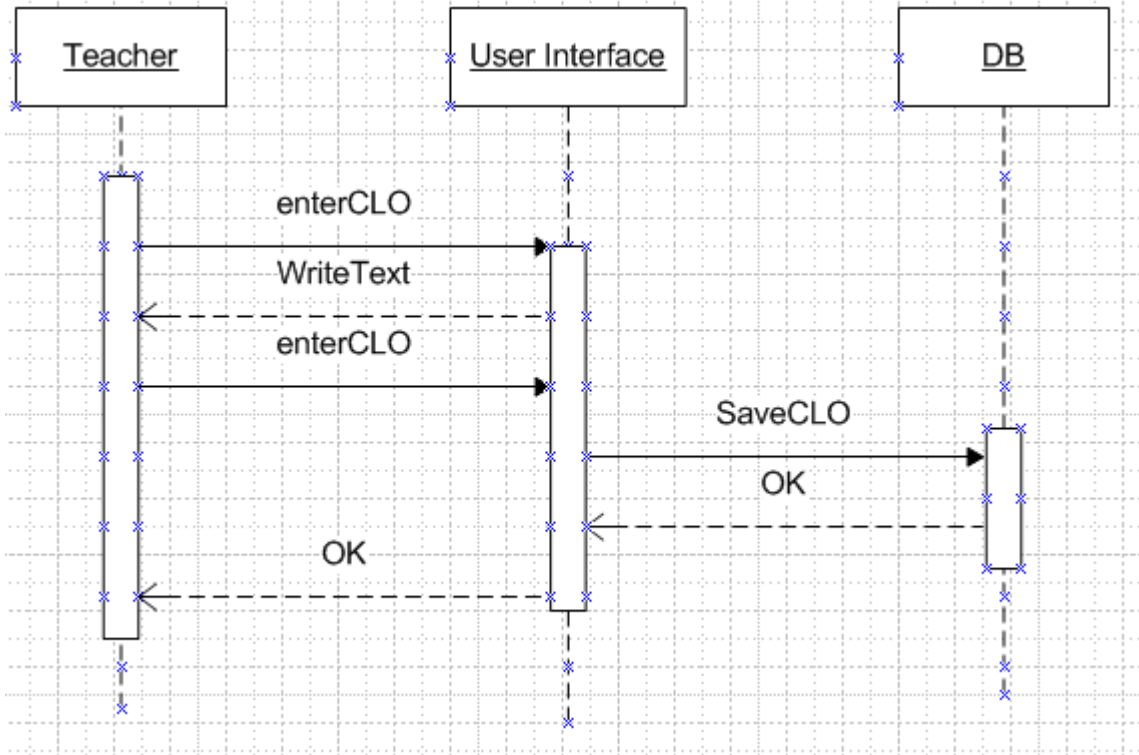 Teacher
User Interface
DB
enterCLO
WriteText
enterCLO
SaveCLO
OK
OK